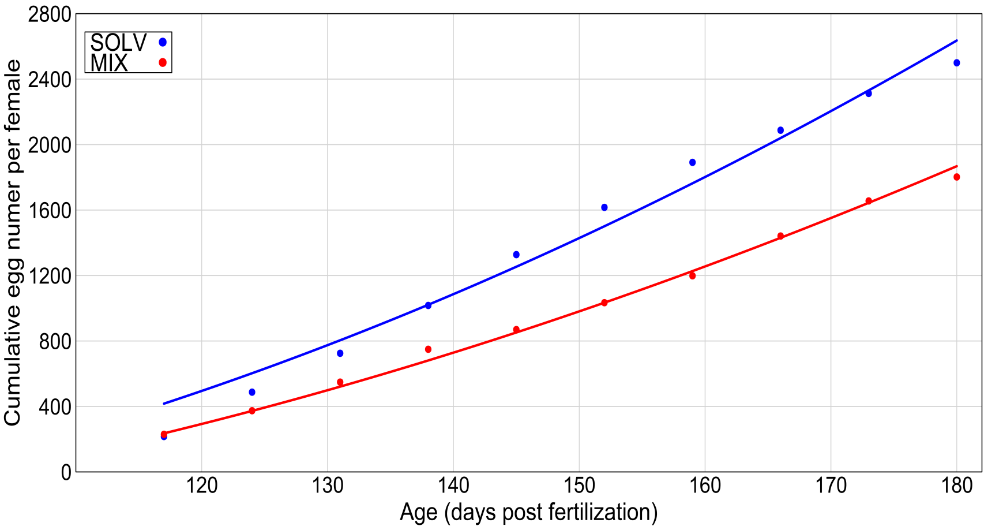 2800
2400
2000
1600
1200
800
400
0
SOLV
MIX
Cumulative egg numer per female
120 130 140 150 160 170 180
Age (days post fertilization)